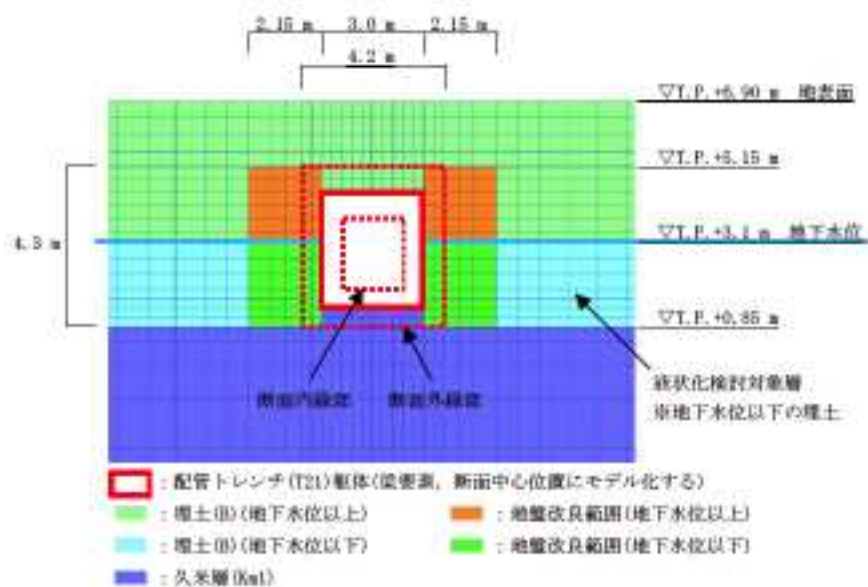 2.15 m 3.0 m 2.15 m
4.2 m
▽T.P.+6.90 m 地表面
▽T.P.+5.15 m
4.3 m
▽T.P.+3.1 m 地下水位
▽T.P.+0.85 m
断面内縁部 断面外縁部
液状化検討対象層
※地下水位以下の埋土
：配管トレンチ(T21)躯体(梁要素，断面中心位置にモデル化する)
：埋土(B)(地下水位以上)
：地盤改良範囲(地下水位以上)
：埋土(B)(地下水位以下)
：地盤改良範囲(地下水位以下)
：久米層(Km1)